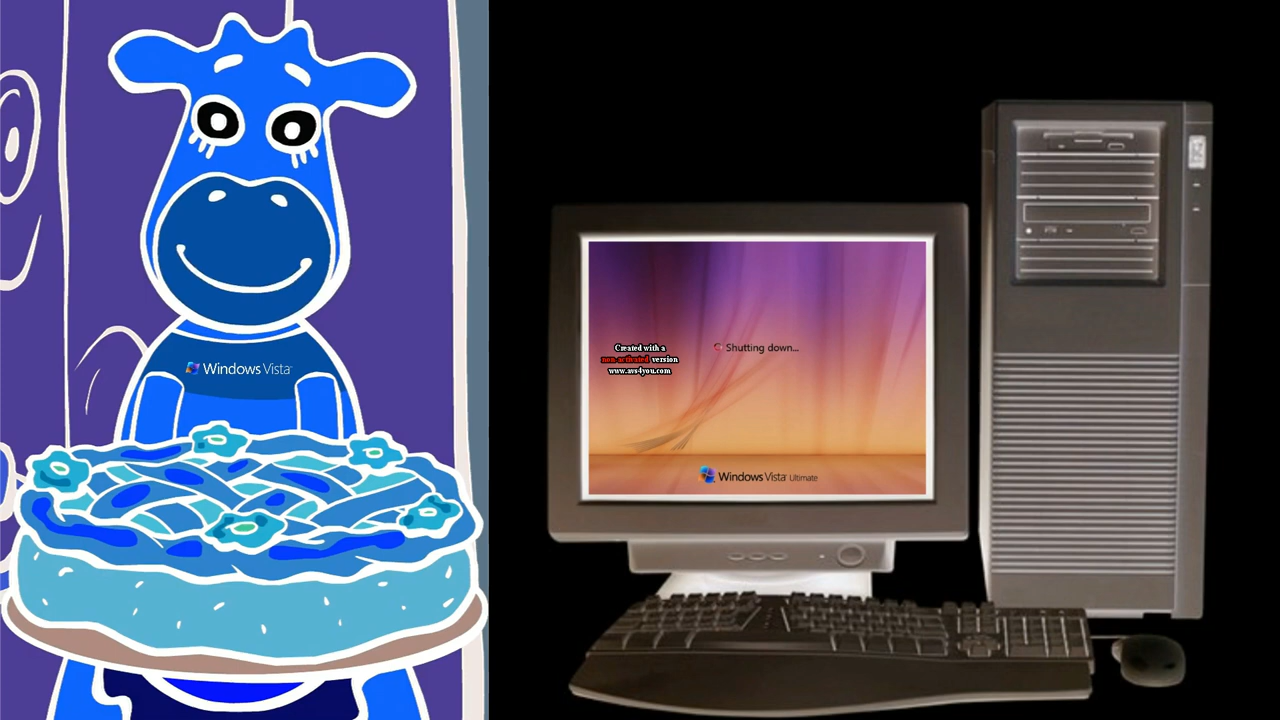 Windows Vista
Created with a
non-activated version
www.avs4you.com
Shutting down...
Windows Vista Ultimate